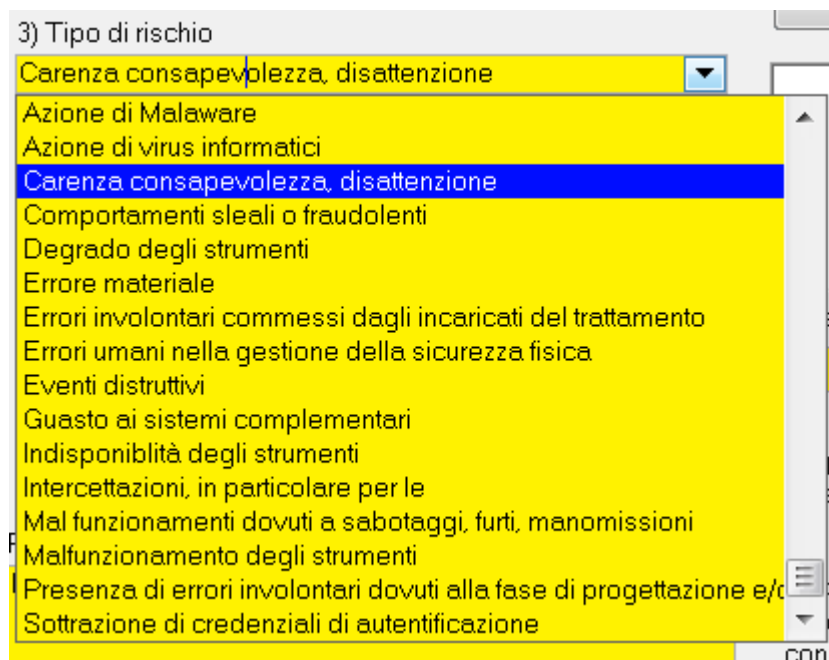 3) Tipo di rischio
Carenza consapevolezza, disattenzione
Azione di Malaware
Azione di virus informatici
Carenza consapevolezza, disattenzione
Comportamenti sleali o fraudolenti
Degrado degli strumenti
Errore materiale
Errori involontari commessi dagli incaricati del trattamento
Errori umani nella gestione della sicurezza fisica
Eventi distruttivi
Guasto ai sistemi complementari
Indisponiblità degli strumenti
Intercettazioni, in particolare per le
Mal funzionamenti dovuti a sabotaggi, furti, manomissioni
Malfunzionamento degli strumenti
Presenza di errori involontari dovuti alla fase di progettazione e/
Sottrazione di credenziali di autentificazione
con